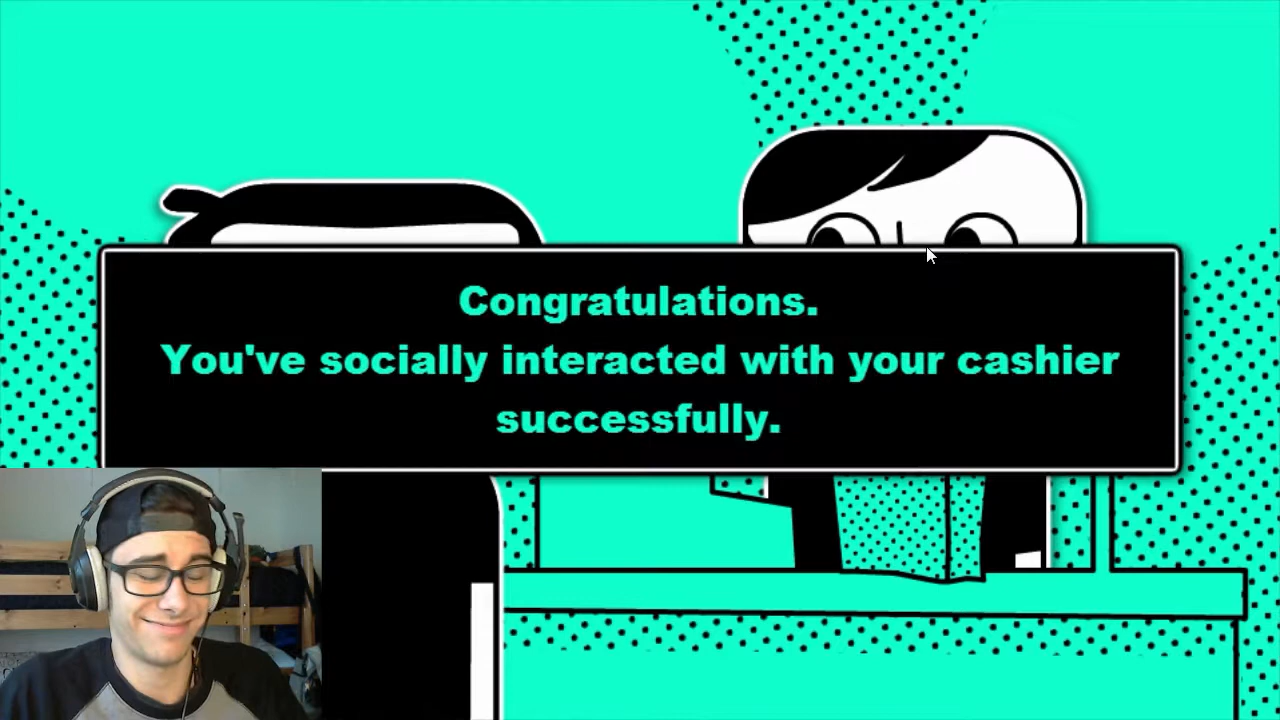 Congratulations.
You've socially interacted with your cashier
successfully.